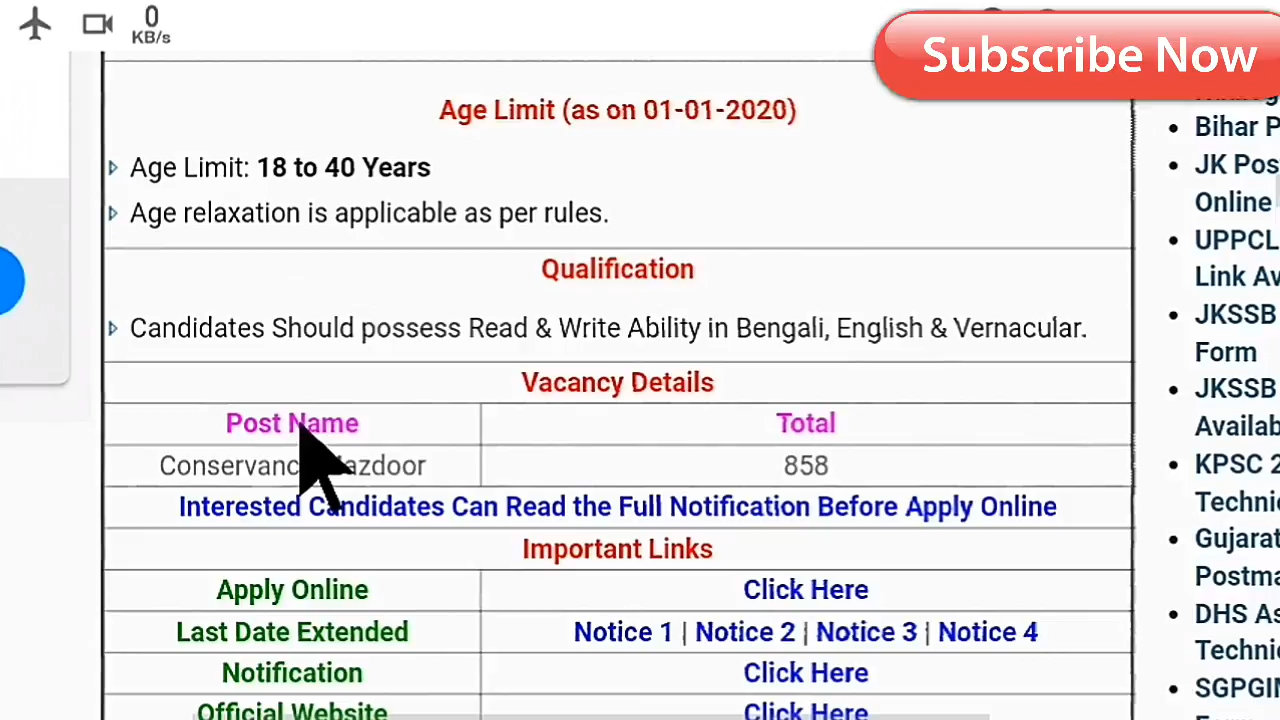 0
KB/s
Subscribe Now
Age Limit (as on 01-01-2020)
Age Limit: 18 to 40 Years
Age relaxation is applicable as per rules.
Qualification
Candidates Should possess Read & Write Ability in Bengali, English & Vernacular.
Vacancy Details
Post Name
Total
858
Interested Candidates Can Read the Full Notification Before Apply Online
Important Links
Apply Online
Click Here
Last Date Extended
Notice 1 | Notice 2 | Notice 3 | Notice 4
Notification
Click Here
Official Website
Click Here
Bihar P
JK Pos
Online
UPPCL
Link Av
JKSSB
Form
JKSSB
Availab
KPSC 2
Technic
Gujarat
Postma
DHS As
Technic
SGPGI